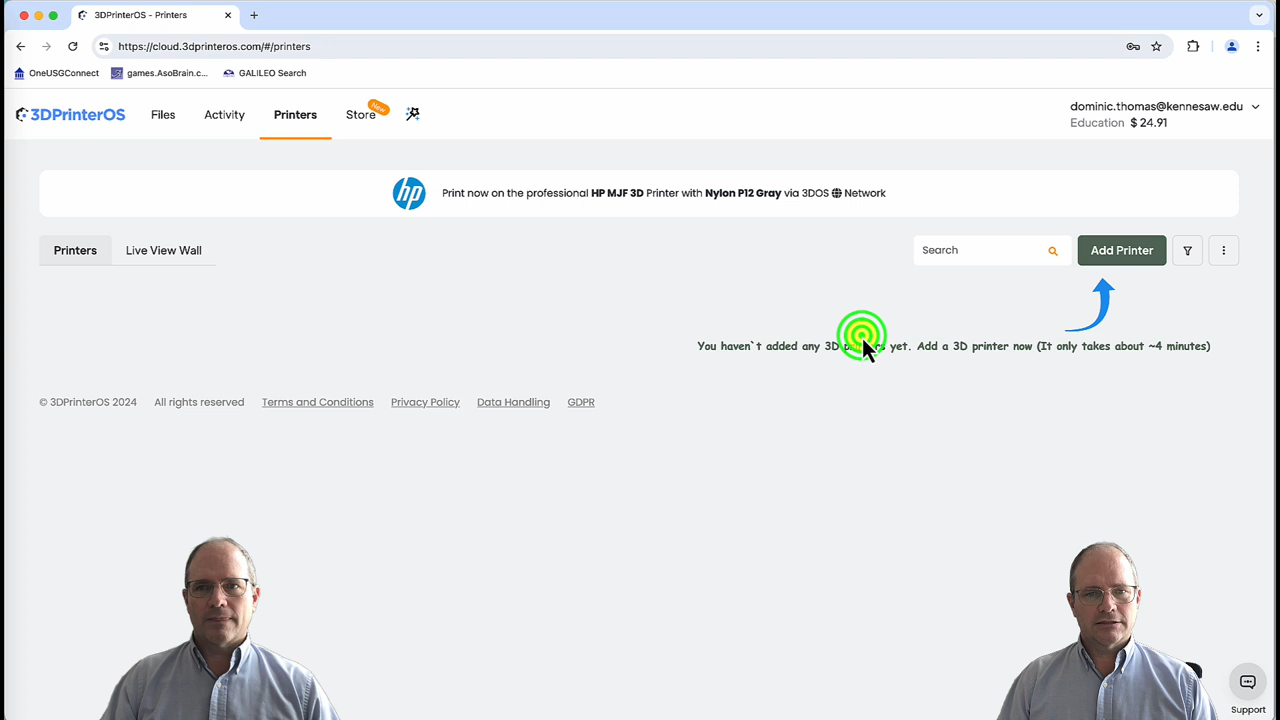 3DPrinterOS - Printers
https://cloud.3dprinteros.com/#/printers
OneUSGConnect games.AsoBrain.c... GALILEO Search
3DPrinterOS Files Activity Printers Store New
dominic.thomas@kennesaw.edu
Education $ 24.91
hp Print now on the professional HP MJF 3D Printer with Nylon P12 Gray via 3DOS Network
Printers Live View Wall Search Add Printer
You haven`t added any 3D printers yet. Add a 3D printer now (It only takes about ~4 minutes)
© 3DPrinterOS 2024 All rights reserved Terms and Conditions Privacy Policy Data Handling GDPR
Support